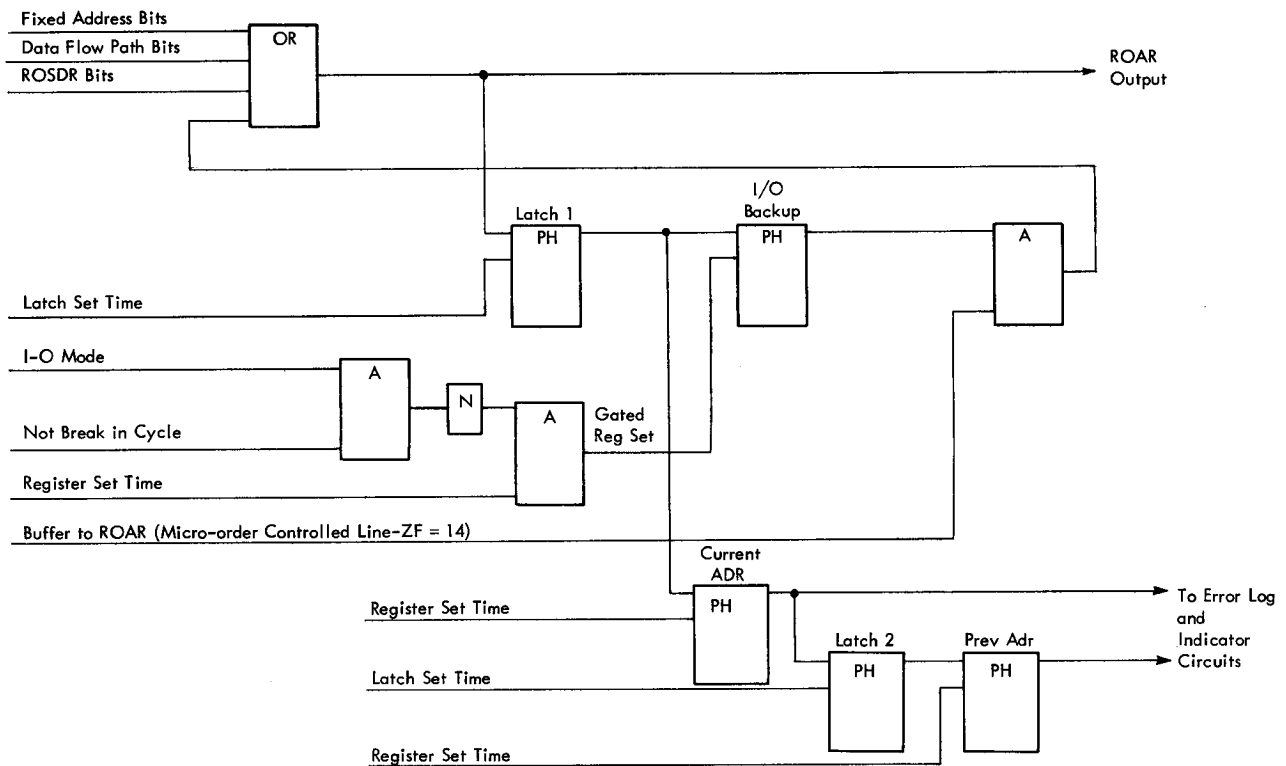 Fixed Address Bits
OR
Data Flow Path Bits
ROSDR Bits
ROAR
Output
I/O
Backup
Latch 1
PH
PH
A
Latch Set Time
I-O Mode
A
N
A
Gated
Reg Set
Not Break in Cycle
Register Set Time
Buffer to ROAR (Micro-order Controlled Line-ZF = 14)
Current
ADR
PH
Register Set Time
To Error Log
and
Indicator
Circuits
Latch 2
Prev Adr
PH
PH
Latch Set Time
Register Set Time